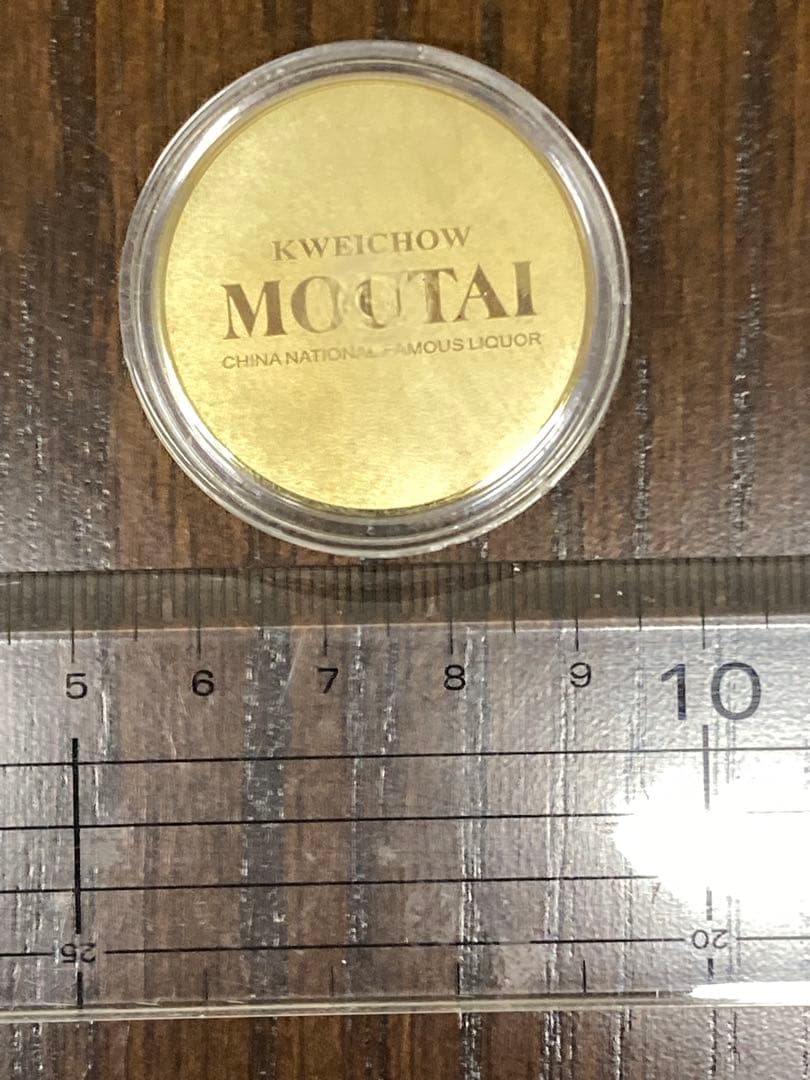 KWEICHOW
MOUTAI
CHINA NATIONAL FAMOUS LIQUOR
5 6 7 8 9 10
25 20